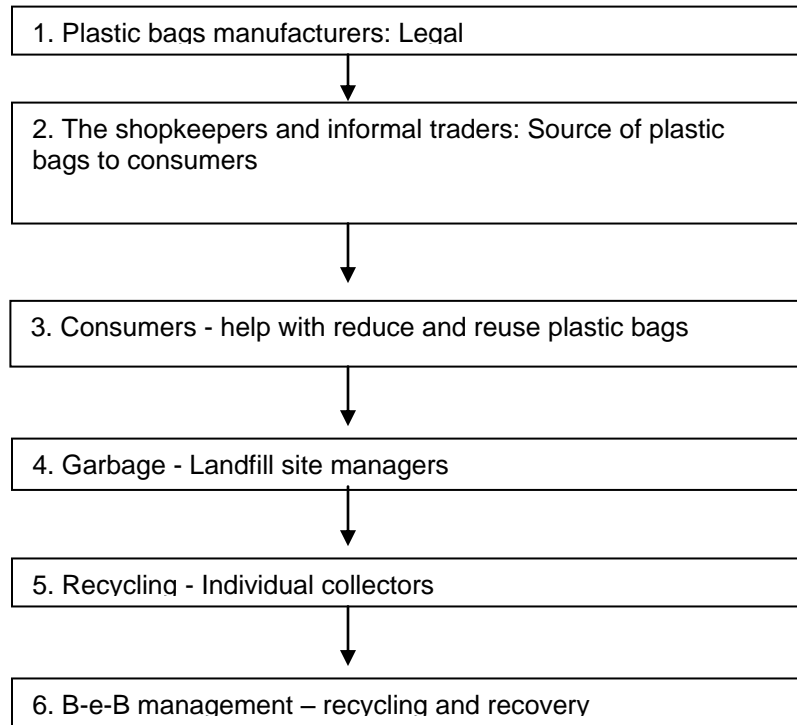 1. Plastic bags manufacturers: Legal
2. The shopkeepers and informal traders: Source of plastic
bags to consumers
3. Consumers - help with reduce and reuse plastic bags
4. Garbage - Landfill site managers
5. Recycling - Individual collectors
6. B-e-B management – recycling and recovery